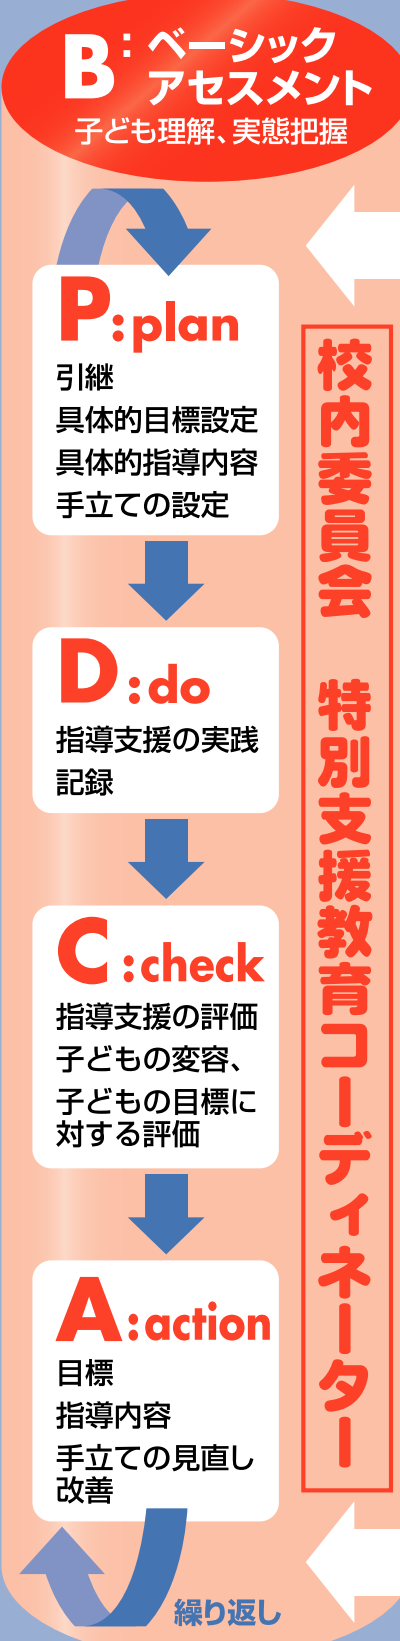 B:ベーシック
アセスメント
子ども理解、実態把握
P:plan
引継
具体的目標設定
具体的指導内容
手立ての設定
D:do
指導支援の実践
記録
C:check
指導支援の評価
子どもの変容、
子どもの目標に
対する評価
A:action
目標
指導内容
手立ての見直し
改善
繰り返し
校内委員会 特別支援教育コーディネーター